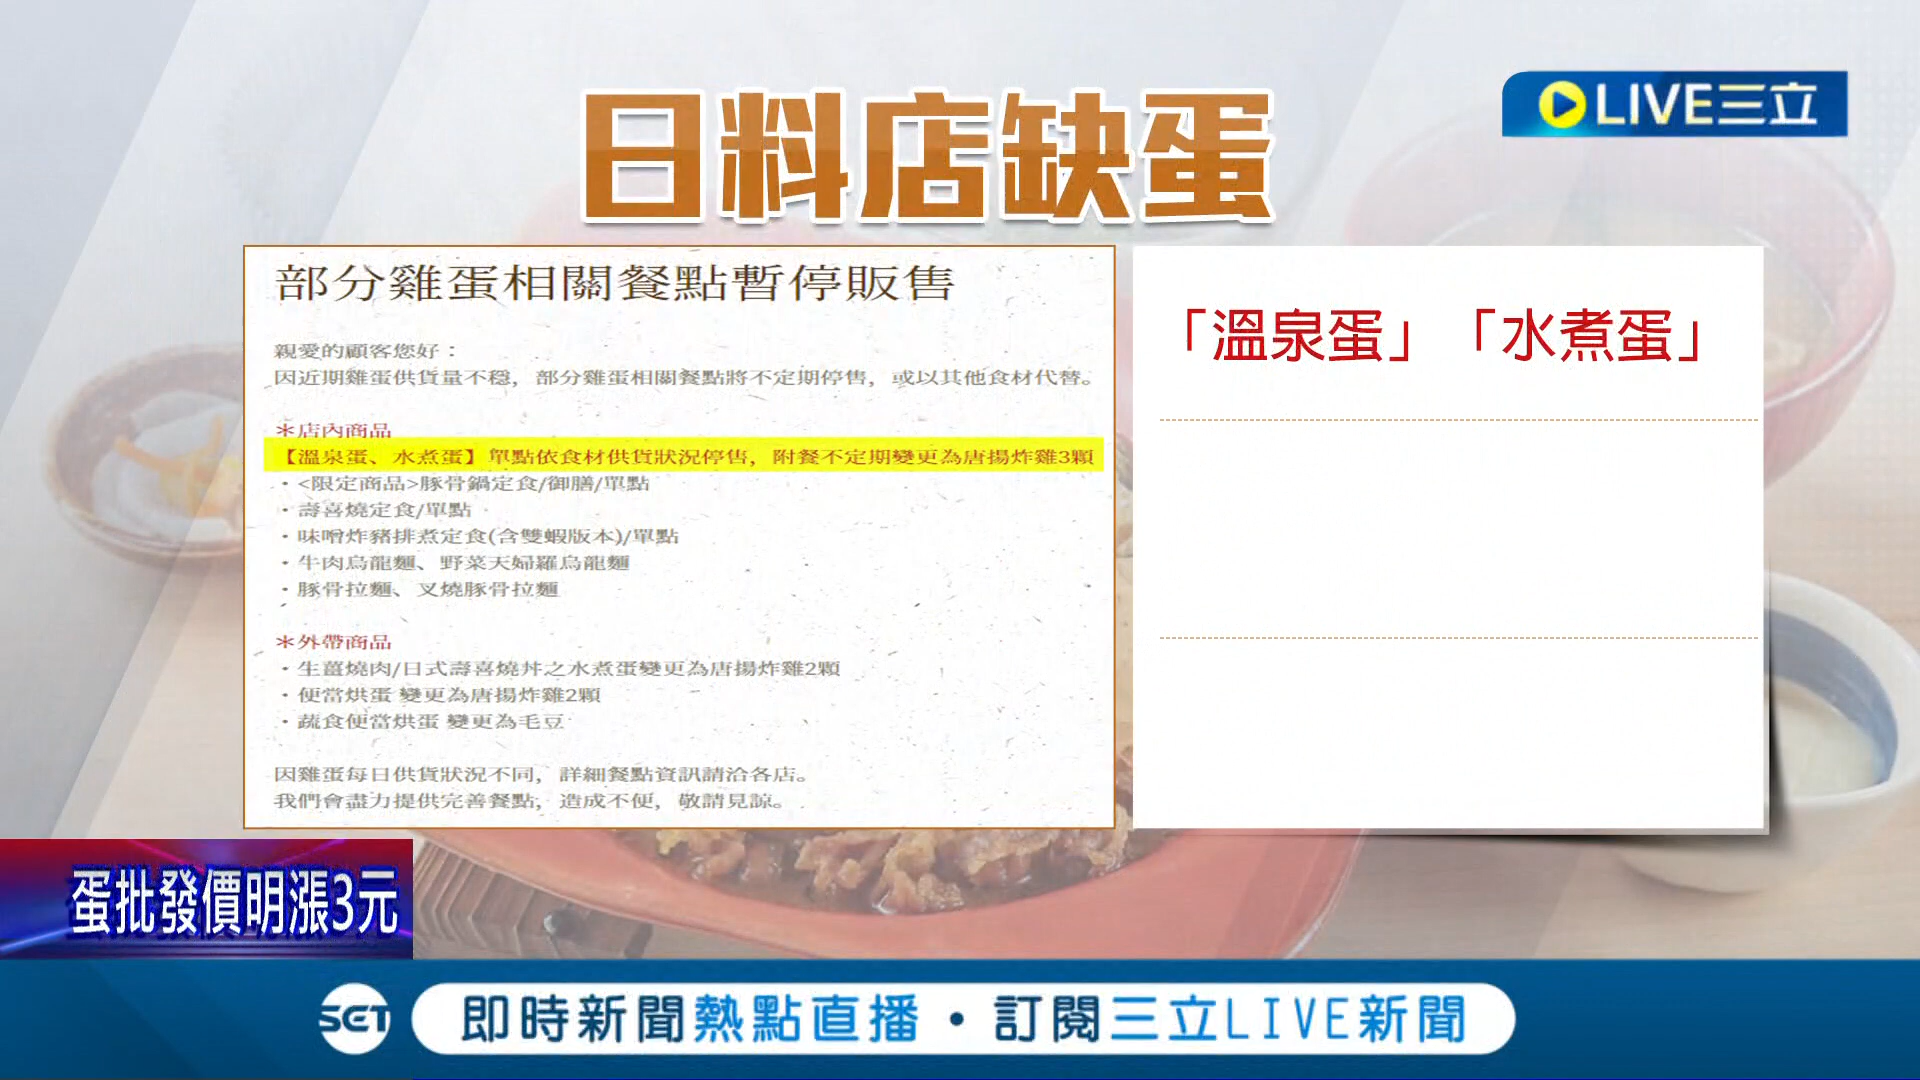 日料店缺蛋
LIVE三立
部分雞蛋相關餐點暫停販售
親愛的顧客您好：
因近期雞蛋供貨量不穩，部分雞蛋相關餐點將不定期停售，或以其他食材代替。
＊店內商品
【溫泉蛋、水煮蛋】單點依食材供貨狀況停售，附餐不定期變更為唐揚炸雞3顆
・<限定商品>豚骨鍋定食/御膳/單點
・壽喜燒定食/單點
・味噌炸豬排煮定食(含雙蝦版本)/單點
・牛肉烏龍麵、野菜天婦羅烏龍麵
・豚骨拉麵、叉燒豚骨拉麵
＊外帶商品
・生薑燒肉/日式壽喜燒丼之水煮蛋變更為唐揚炸雞2顆
・便當烘蛋 變更為唐揚炸雞2顆
・蔬食便當烘蛋 變更為毛豆
因雞蛋每日供貨狀況不同，詳細餐點資訊請洽各店。
我們會盡力提供完善餐點，造成不便，敬請見諒。
「溫泉蛋」「水煮蛋」
蛋批發價明漲3元
SET
即時新聞熱點直播・訂閱三立LIVE新聞